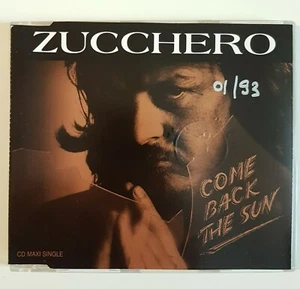 ZUCCHERO
01/93
COME
BACK
THE SUN
CD MAXI SINGLE